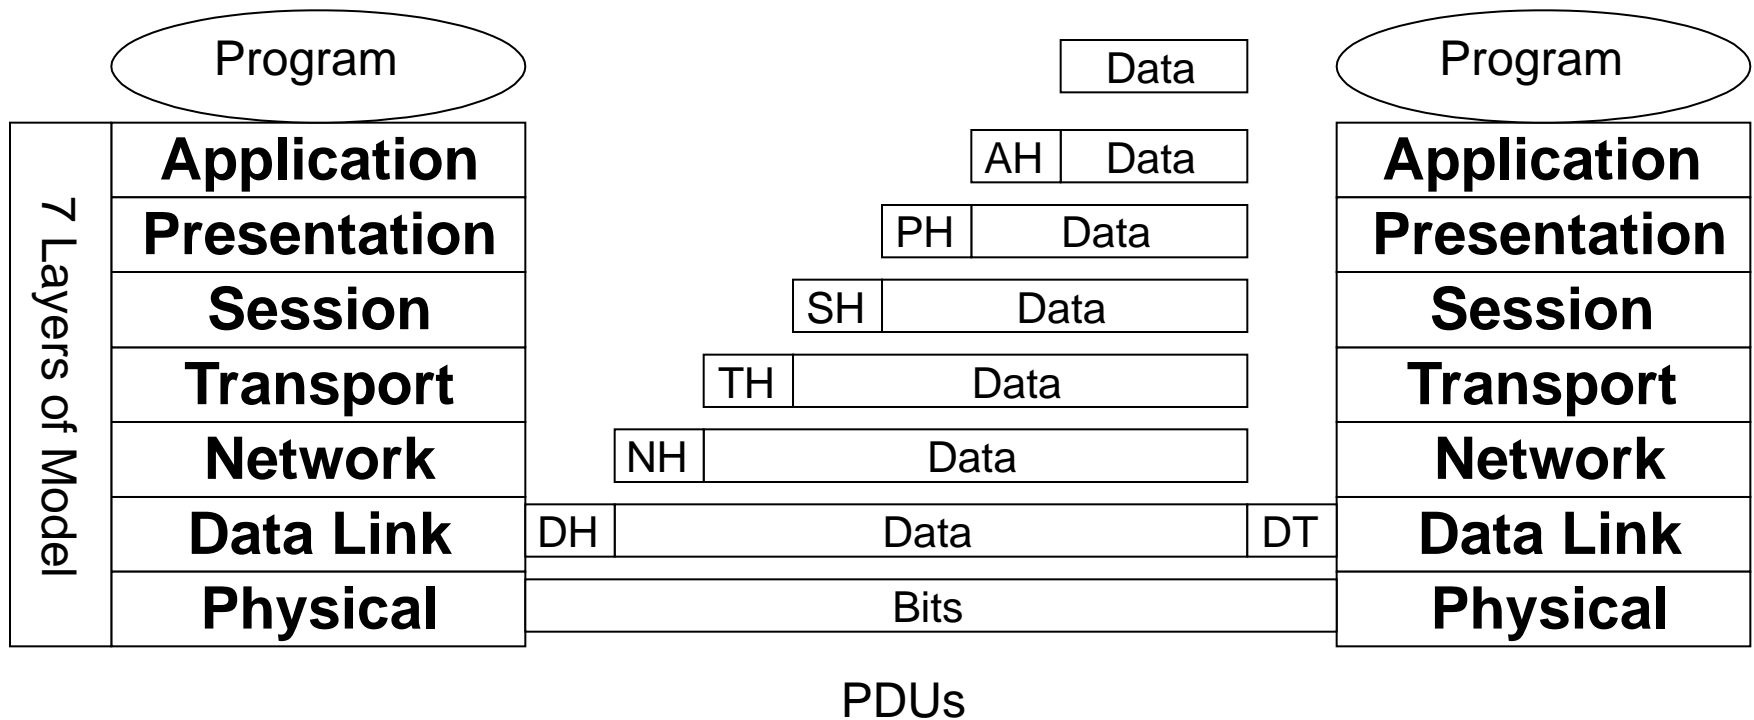 Program
Data
Program
7 Layers of Model
Application
AH Data
Application
Presentation
PH Data
Presentation
Session
SH Data
Session
Transport
TH Data
Transport
Network
NH Data
Network
Data Link
DH Data DT
Data Link
Physical
Bits
Physical
PDUs